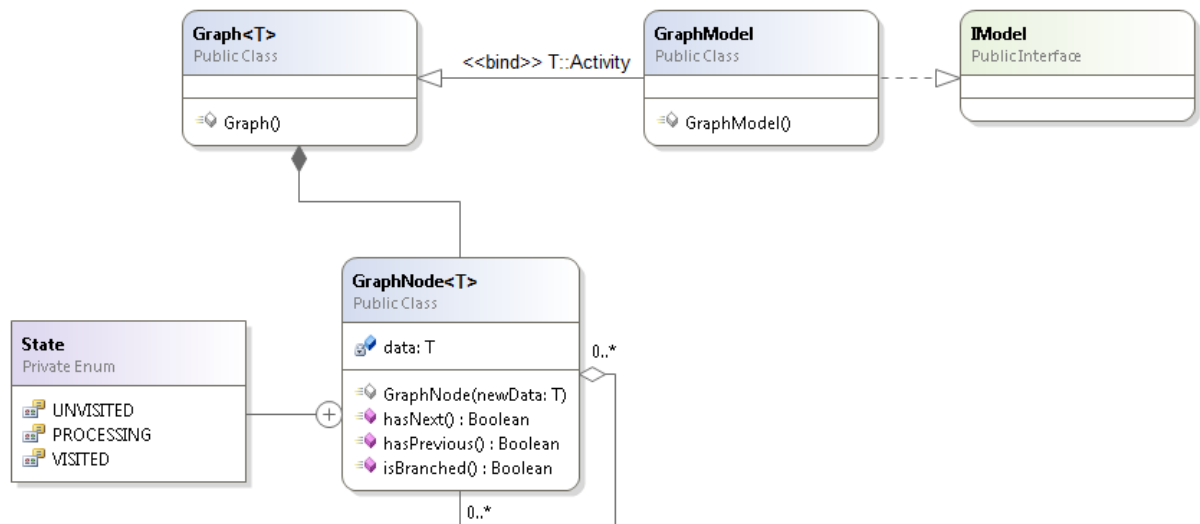 Graph<T>
Public Class
Graph()
<<bind>> T::Activity
GraphModel
Public Class
GraphModel()
IModel
Public Interface
GraphNode<T>
Public Class
data: T
GraphNode(newData: T)
hasNext() : Boolean
hasPrevious() : Boolean
isBranched() : Boolean
0..*
0..*
State
Private Enum
UNVISITED
PROCESSING
VISITED